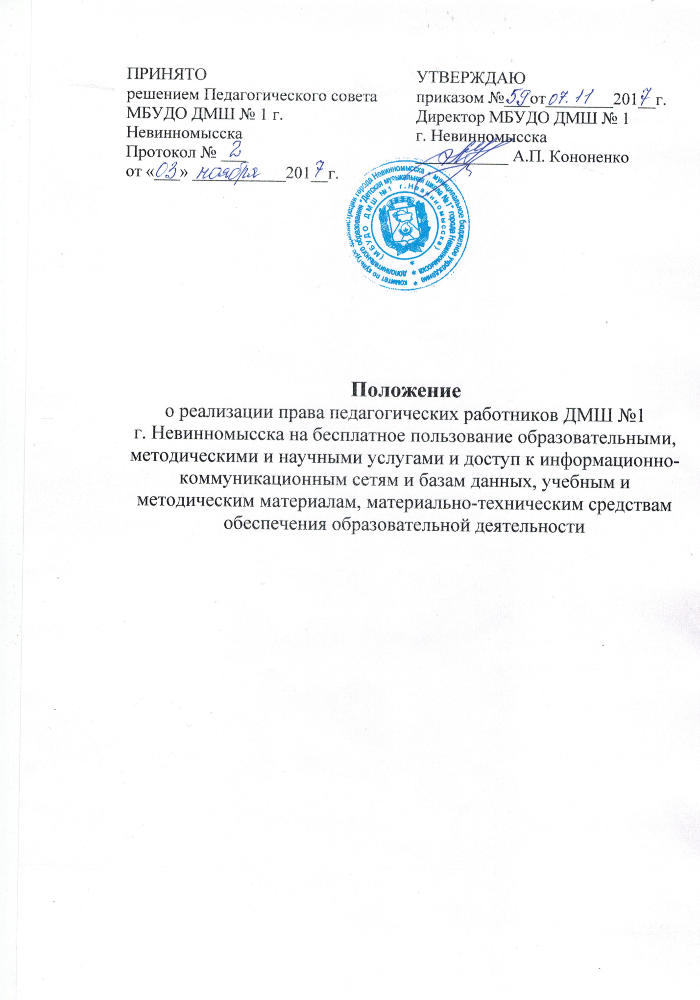 ПРИНЯТО
решением Педагогического совета
МБУДО ДМШ № 1 г.
Невинномысска
Протокол № 2
от «03» ноября 2017 г.
УТВЕРЖДАЮ
приказом № 59 от 07.11 2017 г.
Директор МБУДО ДМШ № 1
г. Невинномысска
А.П. Кононенко
комитет по культуре администрации города Невинномысска * муниципальное бюджетное учреждение *
дополнительного образования "Детская музыкальная школа №1" города Невинномысска *
(МБУДО ДМШ №1 г.Невинномысска) *
Положение
о реализации права педагогических работников ДМШ №1
г. Невинномысска на бесплатное пользование образовательными,
методическими и научными услугами и доступ к информационно-
коммуникационным сетям и базам данных, учебным и
методическим материалам, материально-техническим средствам
обеспечения образовательной деятельности